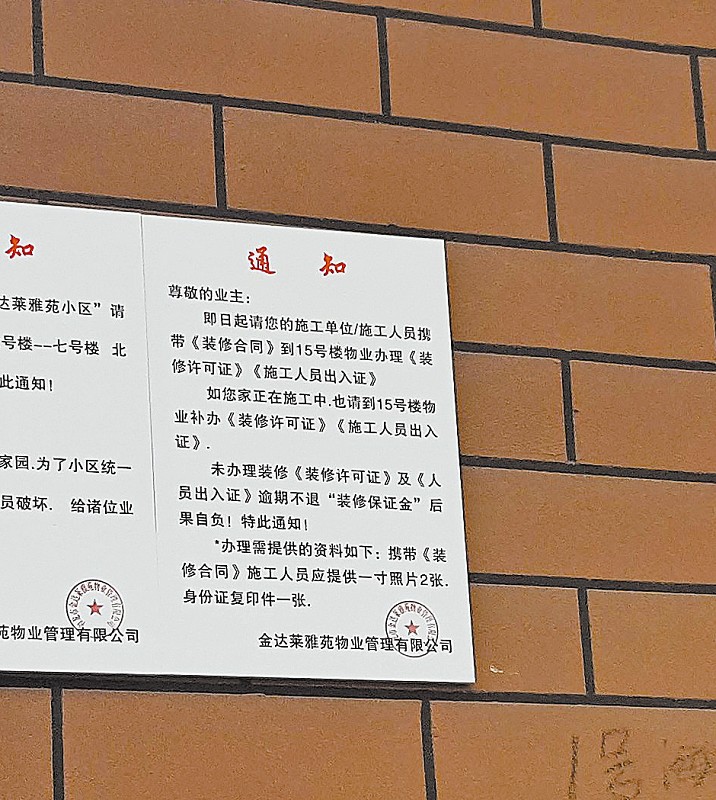 知
达莱雅苑小区”请
号楼--七号楼 北
此通知!
家园.为了小区统一
员破坏. 给诸位业
苑物业管理有限公司
通 知
尊敬的业主:
即日起请您的施工单位/施工人员携
带《装修合同》到15号楼物业办理《装
修许可证》《施工人员出入证》
如您家正在施工中.也请到15号楼物
业补办《装修许可证》《施工人员出入
证》.
未办理装修《装修许可证》及《人
员出入证》逾期不退“装修保证金”后
果自负! 特此通知!
*办理需提供的资料如下: 携带《装
修合同》施工人员应提供一寸照片2张.
身份证复印件一张.
金达莱雅苑物业管理有限公司
1号